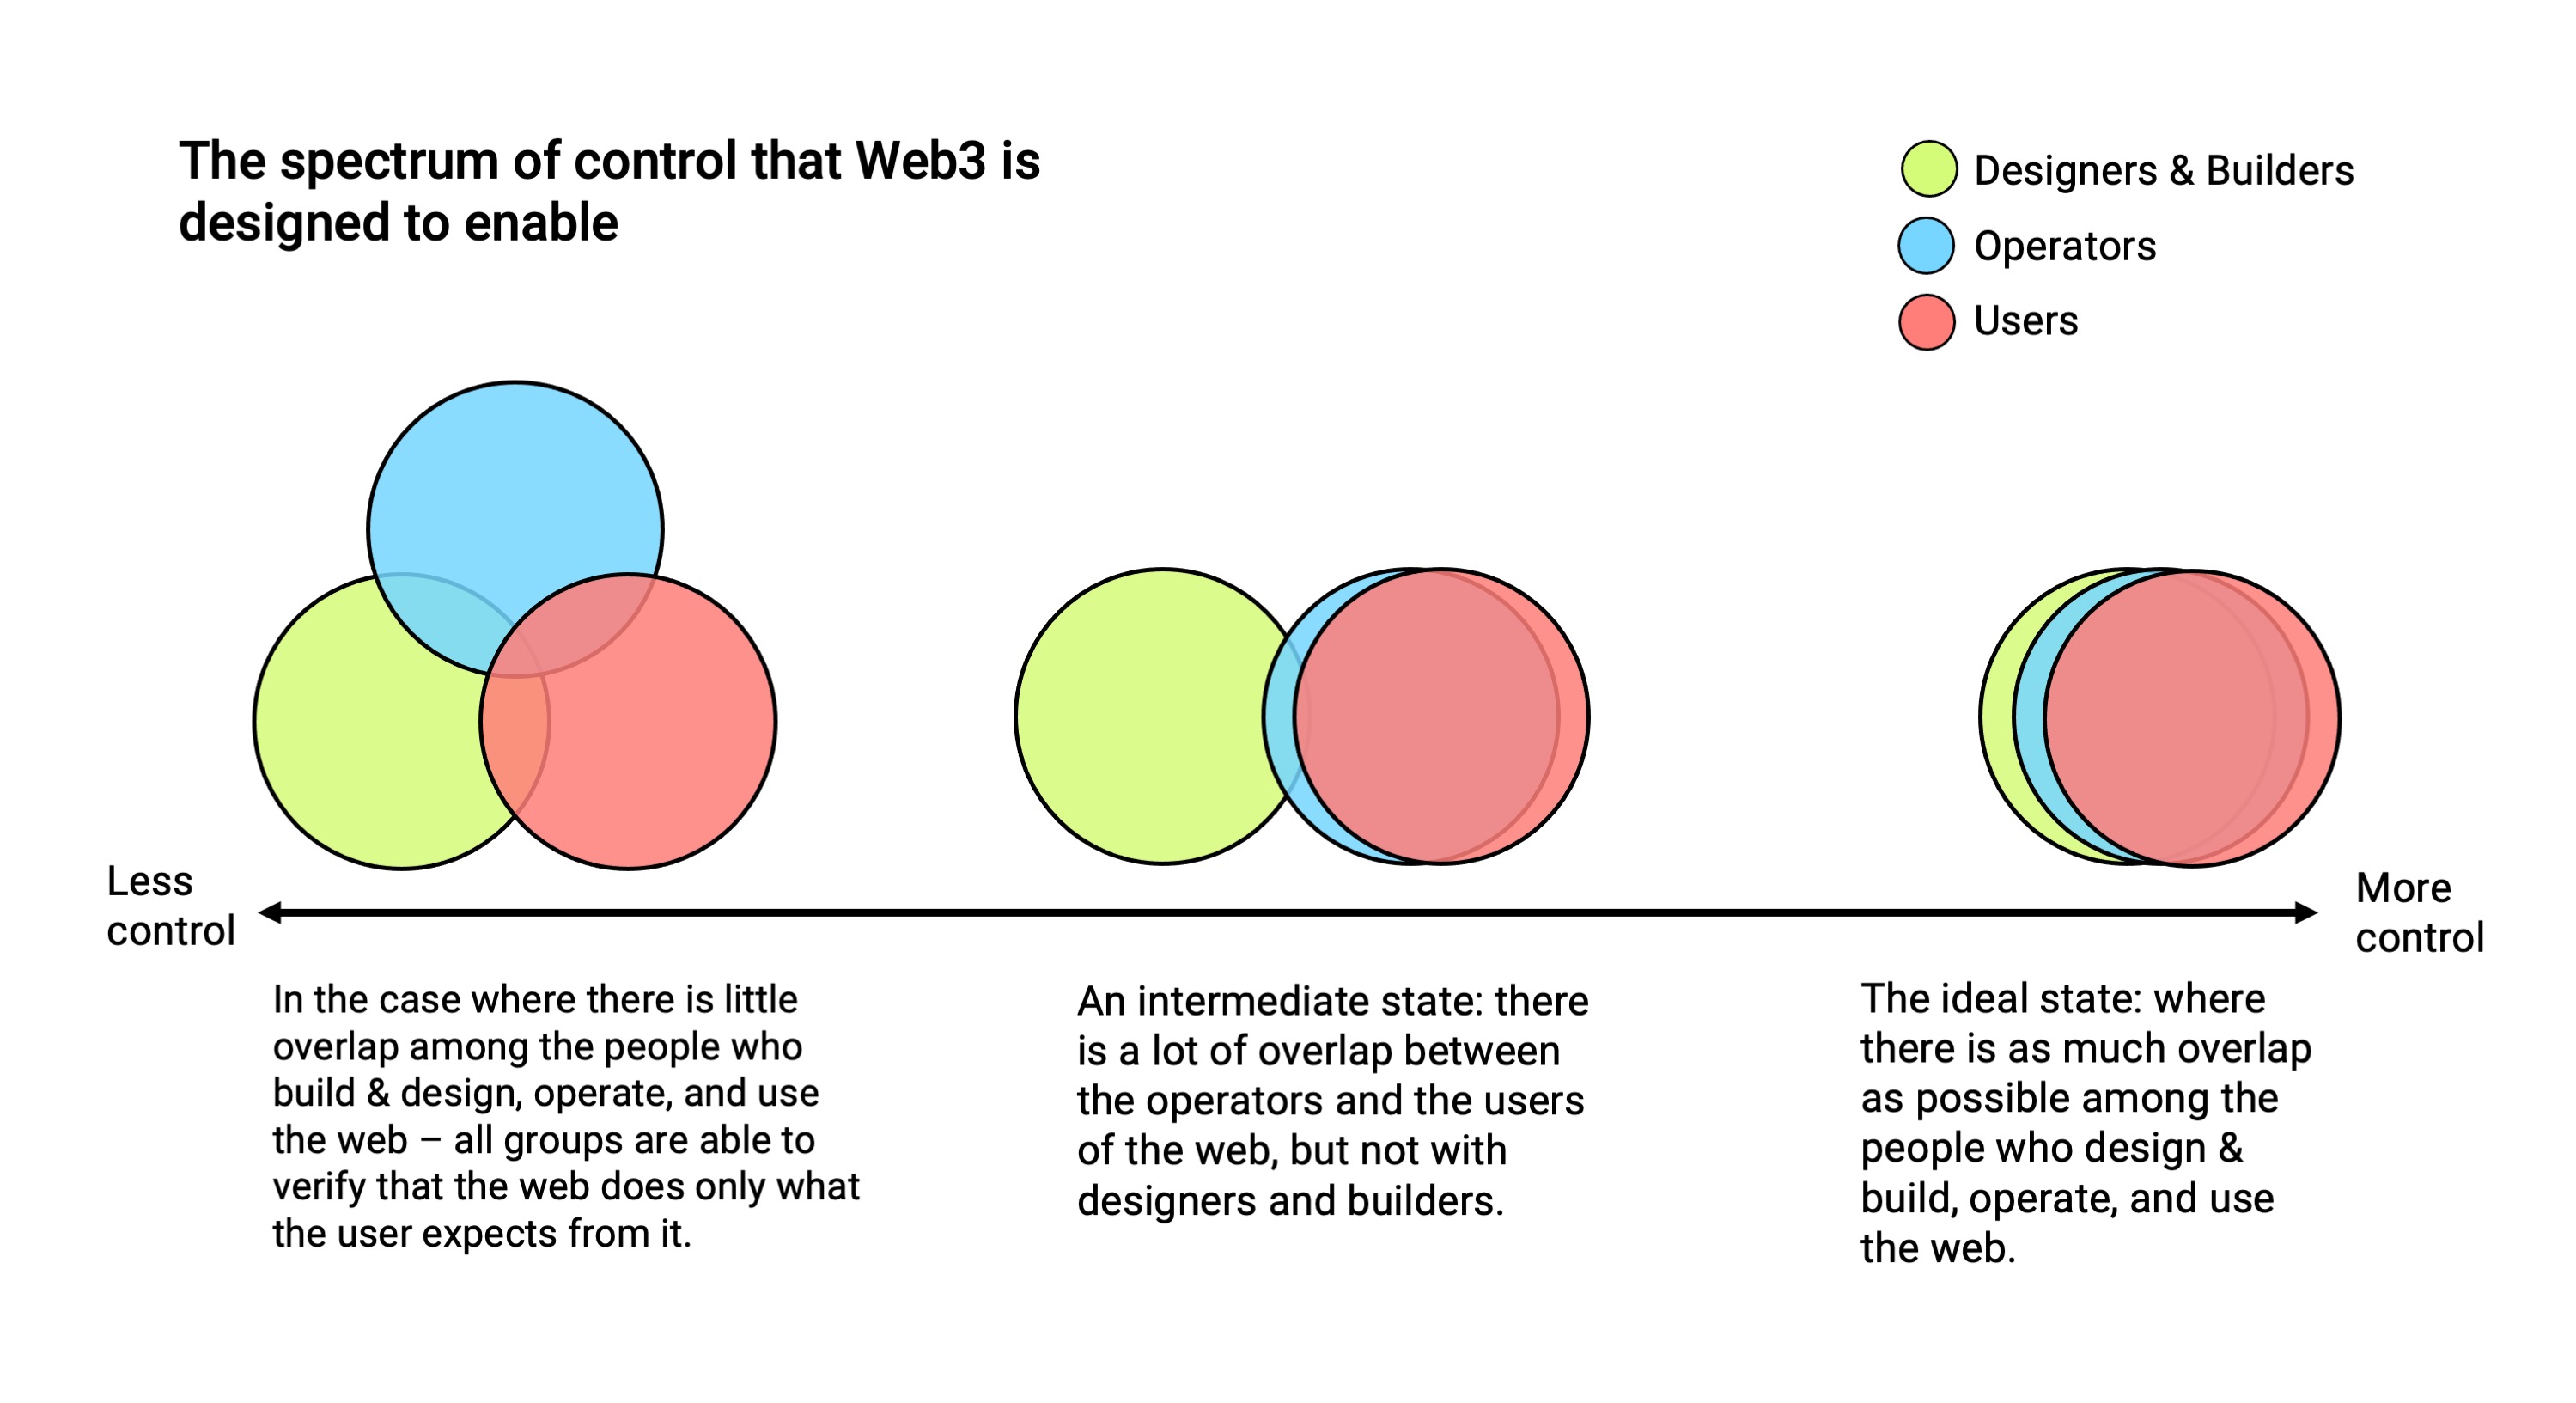 The spectrum of control that Web3 is
designed to enable
Designers & Builders
Operators
Users
Less
control
More
control
In the case where there is little
overlap among the people who
build & design, operate, and use
the web – all groups are able to
verify that the web does only what
the user expects from it.
An intermediate state: there
is a lot of overlap between
the operators and the users
of the web, but not with
designers and builders.
The ideal state: where
there is as much overlap
as possible among the
people who design &
build, operate, and use
the web.